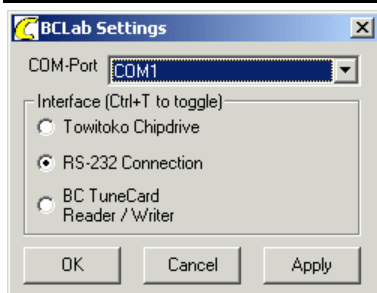 BCLab Settings
COM-Port COM1
Interface (Ctrl+T to toggle)
Towitoko Chipdrive
RS-232 Connection
BC TuneCard
Reader / Writer
OK Cancel Apply